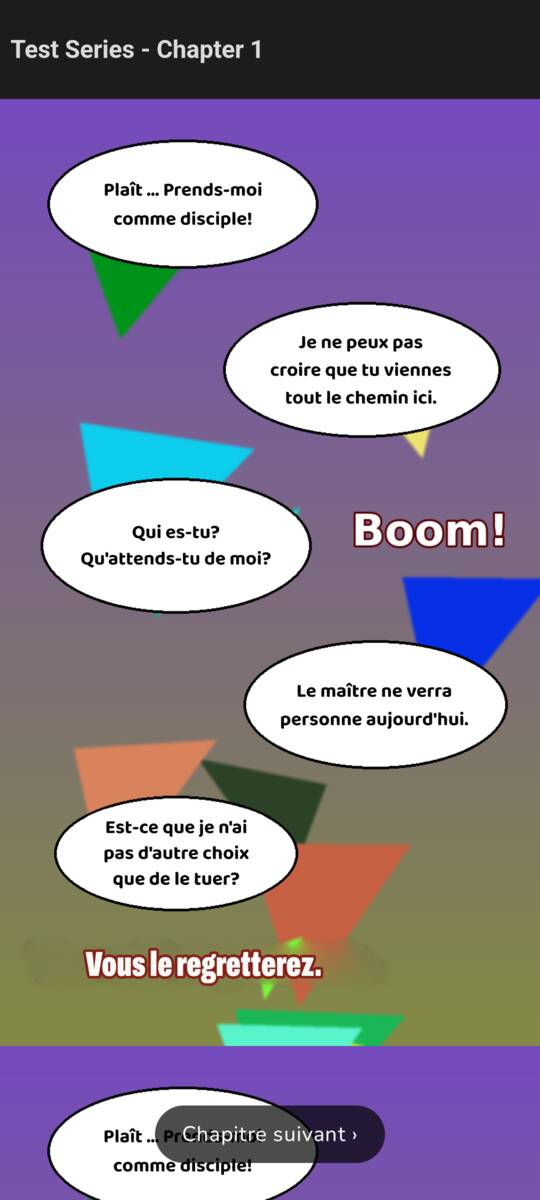 Test Series - Chapter 1
Plaît ... Prends-moi
comme disciple!
Je ne peux pas
croire que tu viennes
tout le chemin ici.
Qui es-tu?
Qu'attends-tu de moi?
Boom!
Le maître ne verra
personne aujourd'hui.
Est-ce que je n'ai
pas d'autre choix
que de le tuer?
Vous le regretterez.
Plaît ...
Chapitre suivant ›
comme disciple!